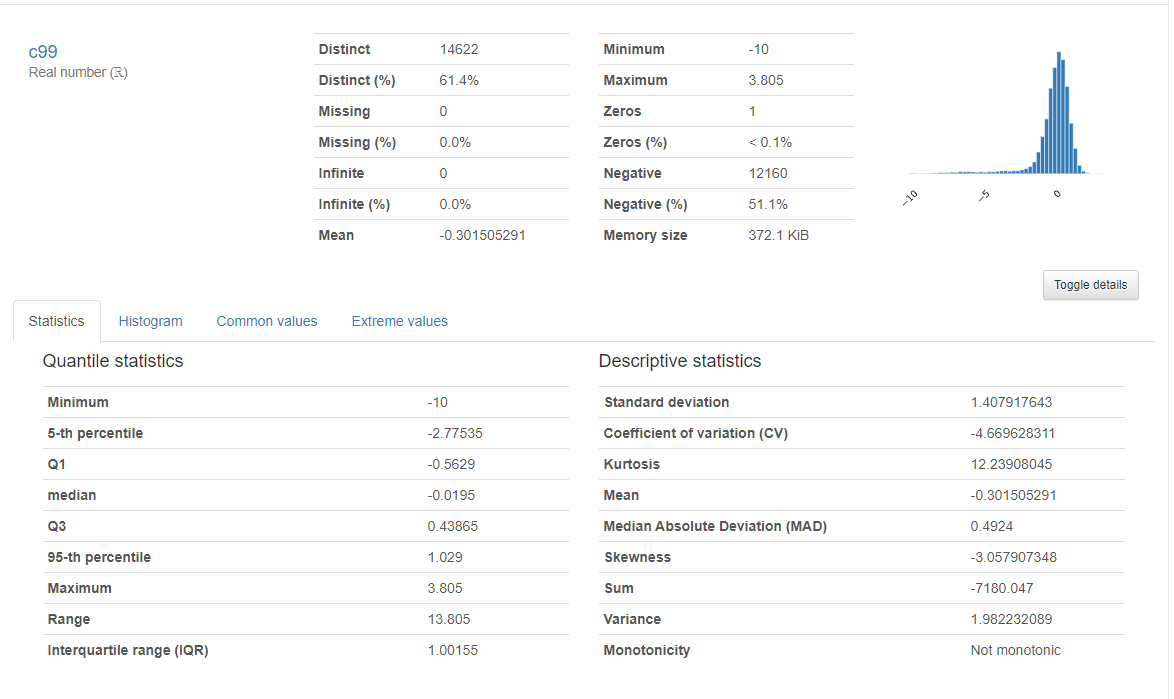 c99
Real number (ℝ)
Distinct 14622
Distinct (%) 61.4%
Missing 0
Missing (%) 0.0%
Infinite 0
Infinite (%) 0.0%
Mean -0.301505291
Minimum -10
Maximum 3.805
Zeros 1
Zeros (%) < 0.1%
Negative 12160
Negative (%) 51.1%
Memory size 372.1 KiB
−10 −5 0
Toggle details
Statistics Histogram Common values Extreme values
Quantile statistics
Minimum -10
5-th percentile -2.77535
Q1 -0.5629
median -0.0195
Q3 0.43865
95-th percentile 1.029
Maximum 3.805
Range 13.805
Interquartile range (IQR) 1.00155
Descriptive statistics
Standard deviation 1.407917643
Coefficient of variation (CV) -4.669628311
Kurtosis 12.23908045
Mean -0.301505291
Median Absolute Deviation (MAD) 0.4924
Skewness -3.057907348
Sum -7180.047
Variance 1.982232089
Monotonicity Not monotonic